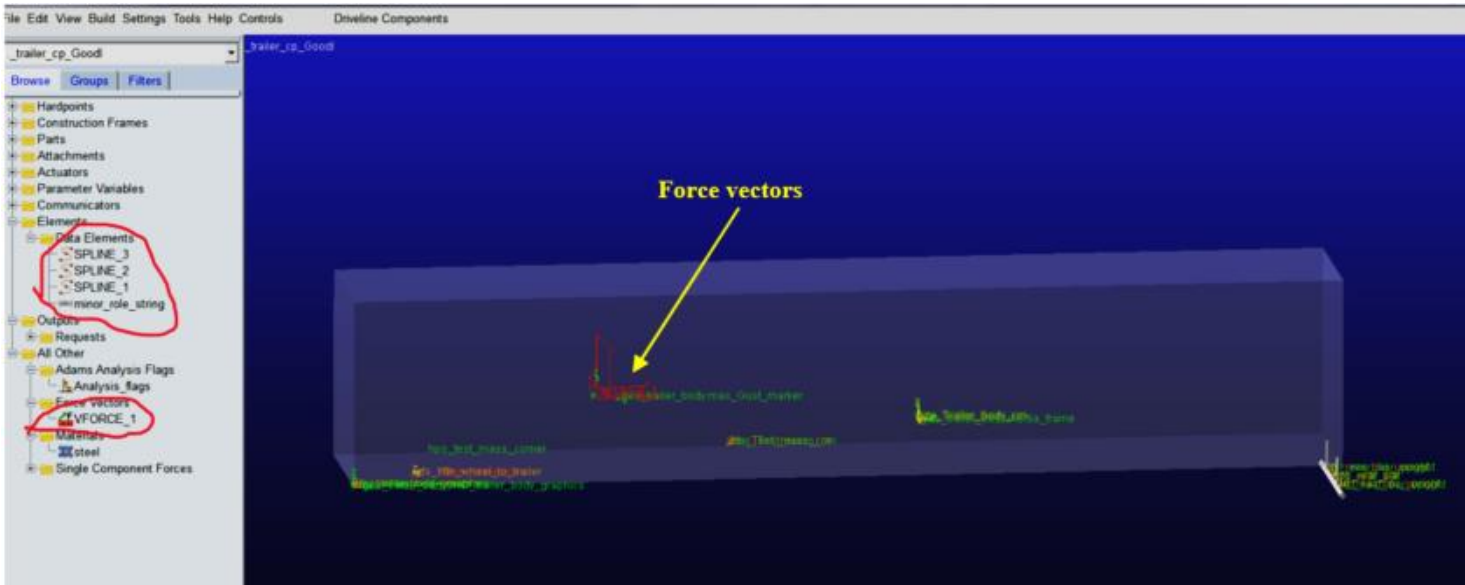 File Edit View Build Settings Tools Help Controls Driveline Components
_trailer_cp_Goodl
_trailer_cp_Goodl
Browse Groups Filters
Hardpoints
Construction Frames
Parts
Attachments
Actuators
Parameter Variables
Communicators
Elements
Data Elements
SPLINE_3
SPLINE_2
SPLINE_1
minor_role_string
Outputs
Requests
All Other
Adams Analysis Flags
Analysis_flags
Force Vectors
VFORCE_1
Materials
steel
Single Component Forces
Force vectors